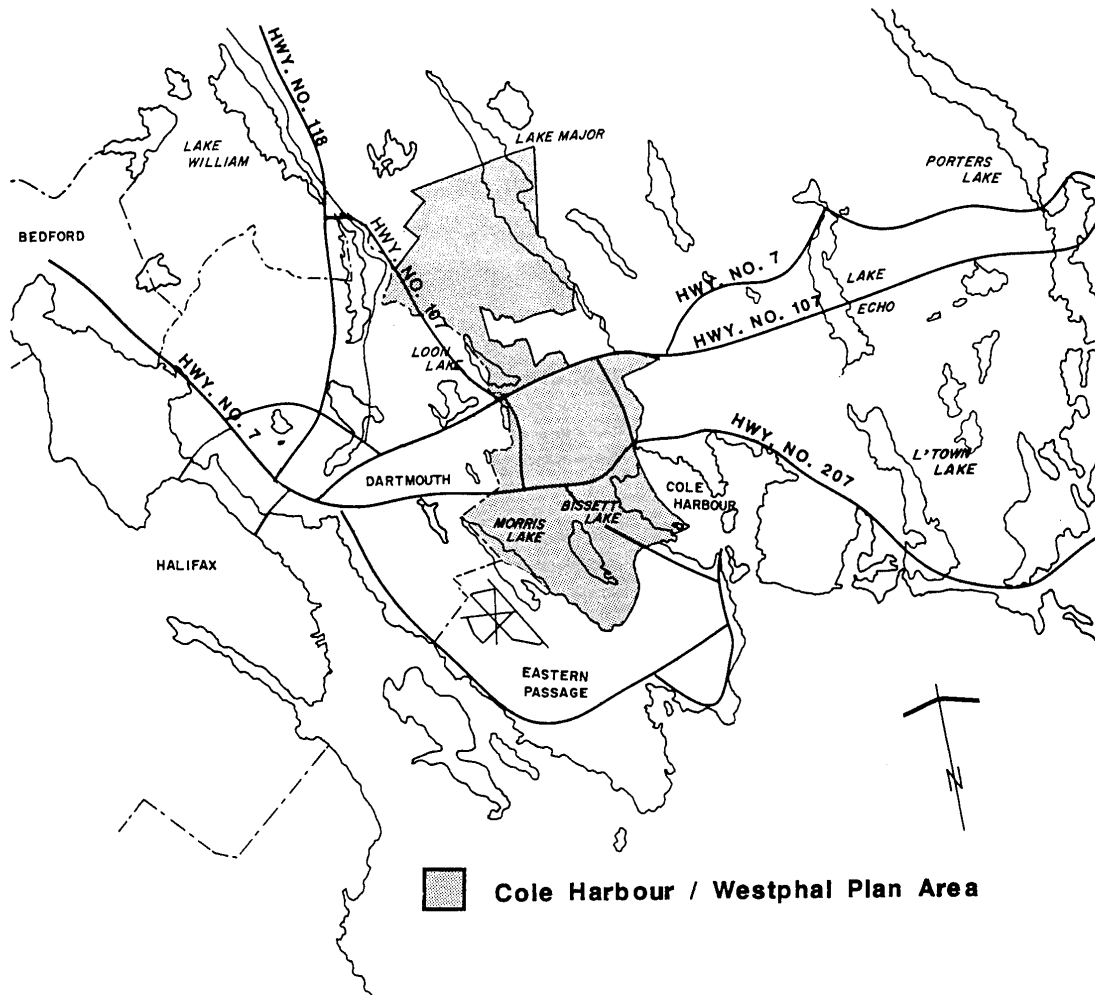 HWY. NO. 118
LAKE MAJOR
LAKE
WILLIAM
PORTERS
LAKE
BEDFORD
HWY. NO. 107
HWY. NO. 7
LAKE
ECHO
HWY. NO. 107
LOON
LAKE
HWY. NO. 7
HWY. NO. 207
L'TOWN
LAKE
DARTMOUTH
COLE
HARBOUR
BISSETT
LAKE
MORRIS
LAKE
HALIFAX
EASTERN
PASSAGE
N
Cole Harbour / Westphal Plan Area